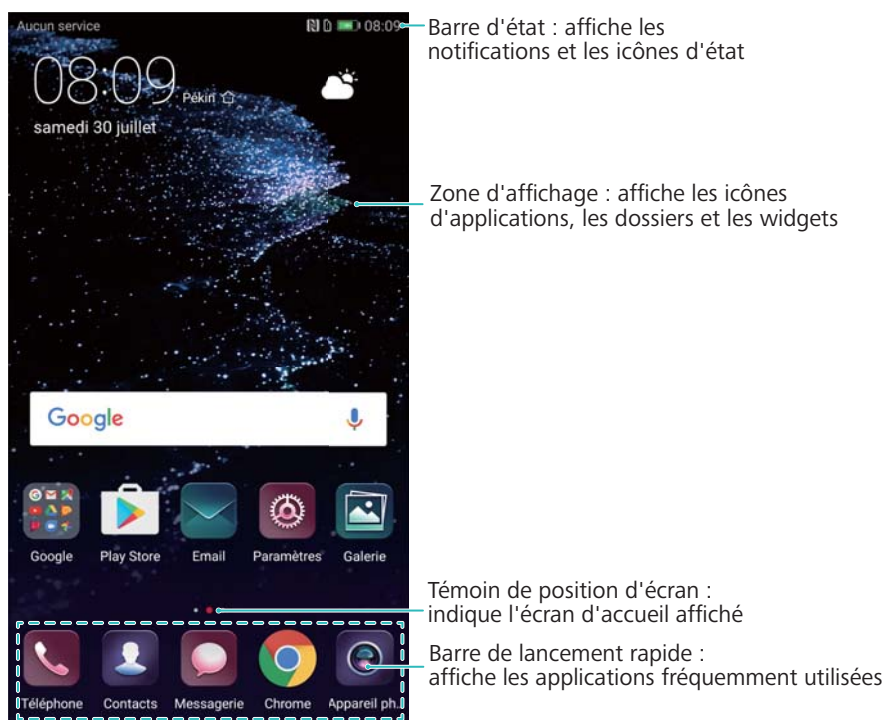 Aucun service
08:09
08:09
Pékin
samedi 30 juillet
Barre d'état : affiche les
notifications et les icônes d'état
Zone d'affichage : affiche les icônes
d'applications, les dossiers et les widgets
Google
Google
Play Store
Email
Paramètres
Galerie
Témoin de position d'écran :
indique l'écran d'accueil affiché
Barre de lancement rapide :
affiche les applications fréquemment utilisées
Téléphone
Contacts
Messagerie
Chrome
Appareil ph..